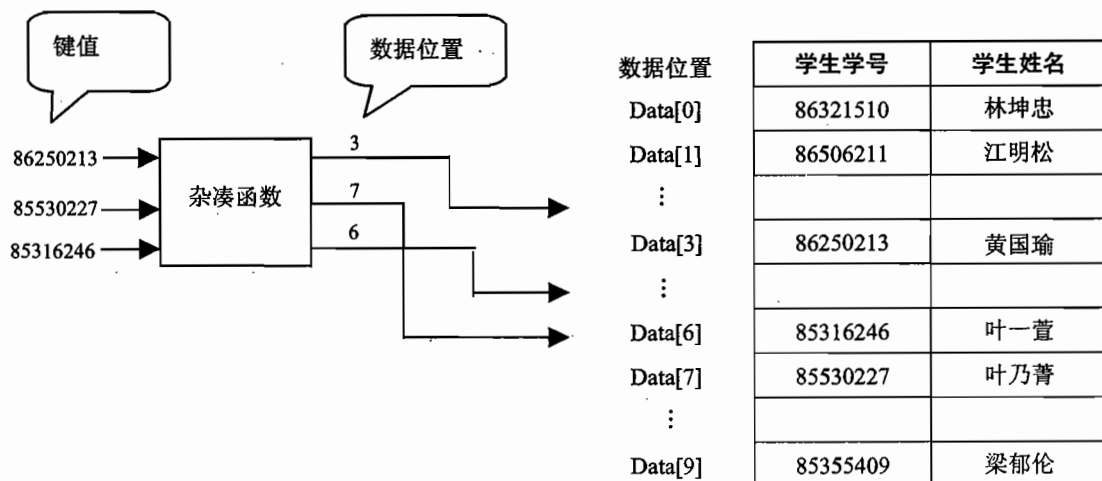 键值
数据位置
86250213
85530227
85316246
杂凑函数
3
7
6
数据位置 学生学号 学生姓名
Data[0] 86321510 林坤忠
Data[1] 86506211 江明松
⋮
Data[3] 86250213 黄国瑜
⋮
Data[6] 85316246 叶一萱
Data[7] 85530227 叶乃菁
⋮
Data[9] 85355409 梁郁伦